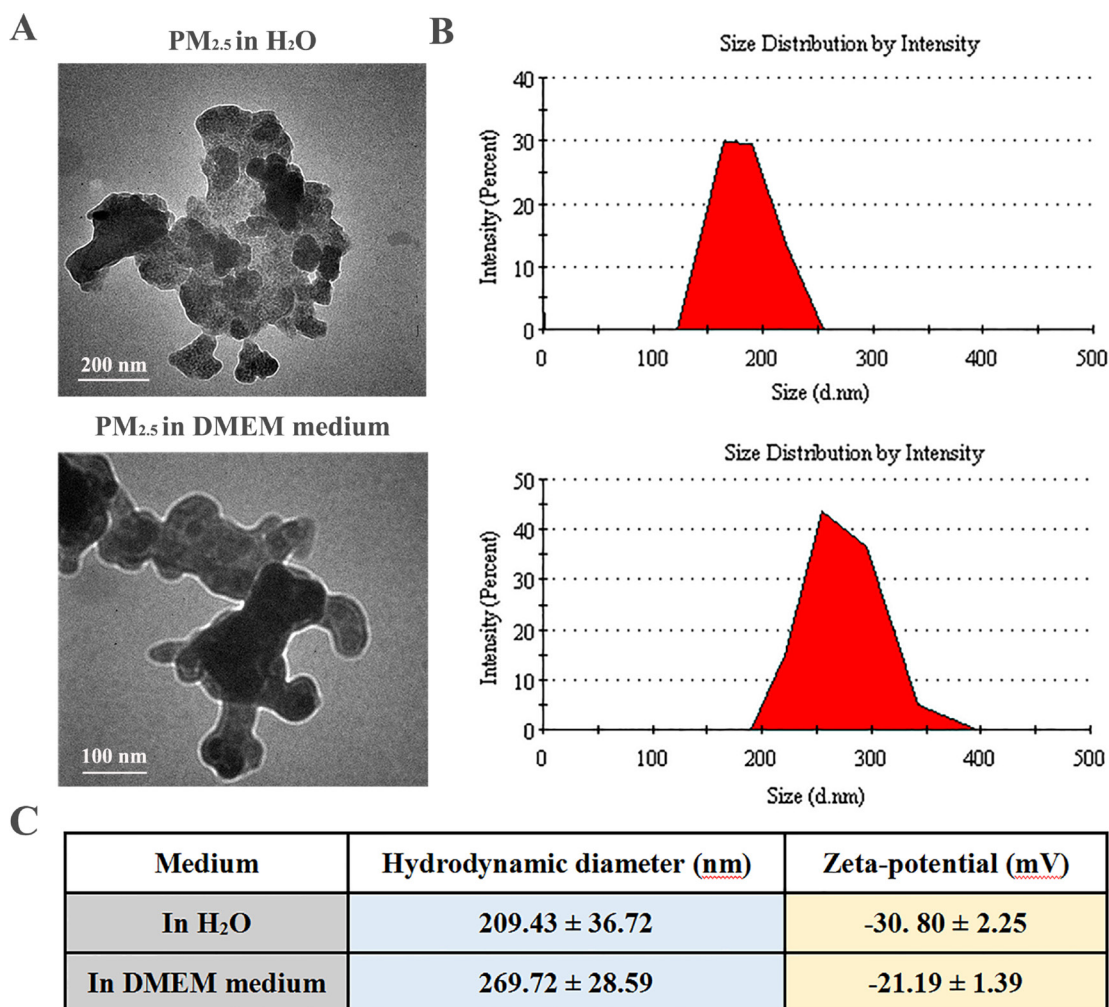 A
PM₂.₅ in H₂O
200 nm
PM₂.₅ in DMEM medium
100 nm
B
Size Distribution by Intensity
Intensity (Percent)
40
30
20
10
0
0 100 200 300 400 500
Size (d.nm)
Size Distribution by Intensity
Intensity (Percent)
50
40
30
20
10
0
0 100 200 300 400 500
Size (d.nm)
C
Medium Hydrodynamic diameter (nm) Zeta-potential (mV)
In H₂O 209.43 ± 36.72 -30. 80 ± 2.25
In DMEM medium 269.72 ± 28.59 -21.19 ± 1.39